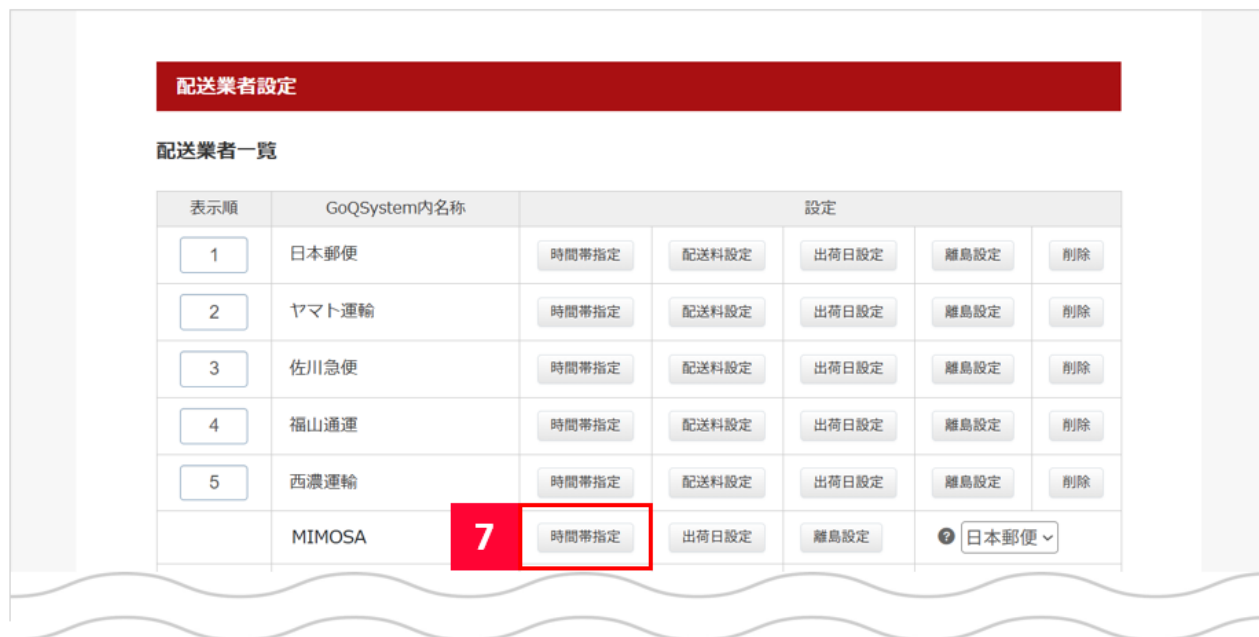 配送業者設定
配送業者一覧
表示順 GoQSystem内名称 設定
1 日本郵便 時間帯指定 配送料設定 出荷日設定 離島設定 削除
2 ヤマト運輸 時間帯指定 配送料設定 出荷日設定 離島設定 削除
3 佐川急便 時間帯指定 配送料設定 出荷日設定 離島設定 削除
4 福山通運 時間帯指定 配送料設定 出荷日設定 離島設定 削除
5 西濃運輸 時間帯指定 配送料設定 出荷日設定 離島設定 削除
MIMOSA 7 時間帯指定 出荷日設定 離島設定 ? 日本郵便